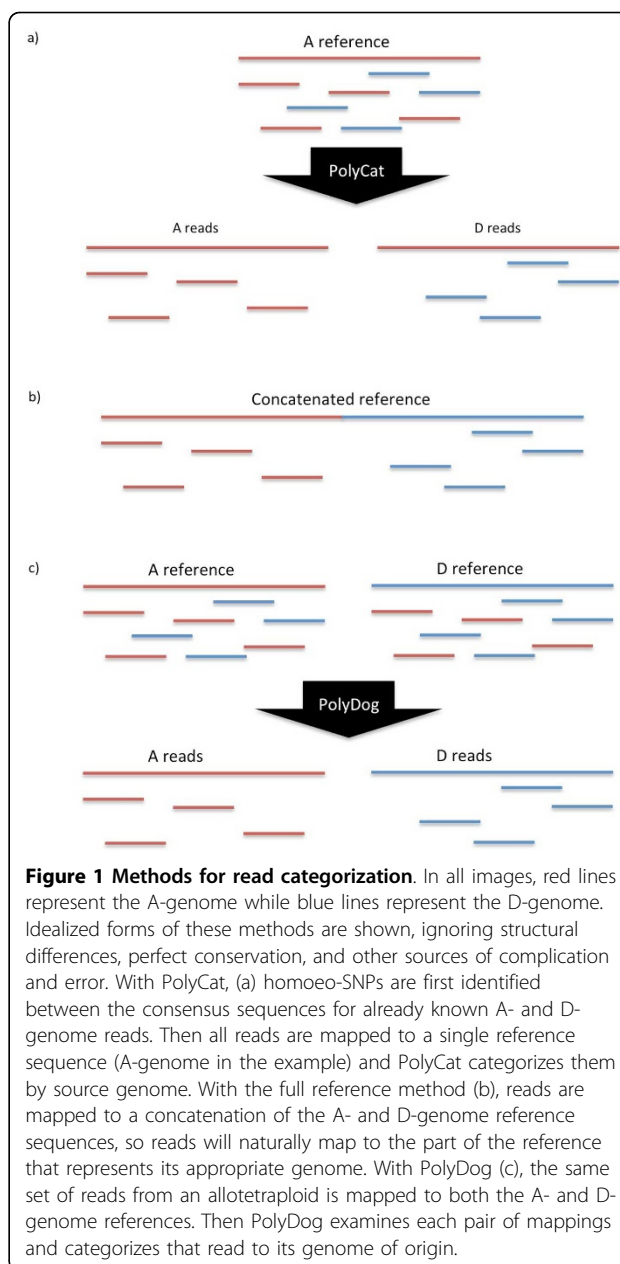 a)
A reference
PolyCat
A reads
D reads
b)
Concatenated reference
c)
A reference
D reference
PolyDog
A reads
D reads
Figure 1 Methods for read categorization. In all images, red lines
represent the A-genome while blue lines represent the D-genome.
Idealized forms of these methods are shown, ignoring structural
differences, perfect conservation, and other sources of complication
and error. With PolyCat, (a) homoeo-SNPs are first identified
between the consensus sequences for already known A- and D-
genome reads. Then all reads are mapped to a single reference
sequence (A-genome in the example) and PolyCat categorizes them
by source genome. With the full reference method (b), reads are
mapped to a concatenation of the A- and D-genome reference
sequences, so reads will naturally map to the part of the reference
that represents its appropriate genome. With PolyDog (c), the same
set of reads from an allotetraploid is mapped to both the A- and D-
genome references. Then PolyDog examines each pair of mappings
and categorizes that read to its genome of origin.